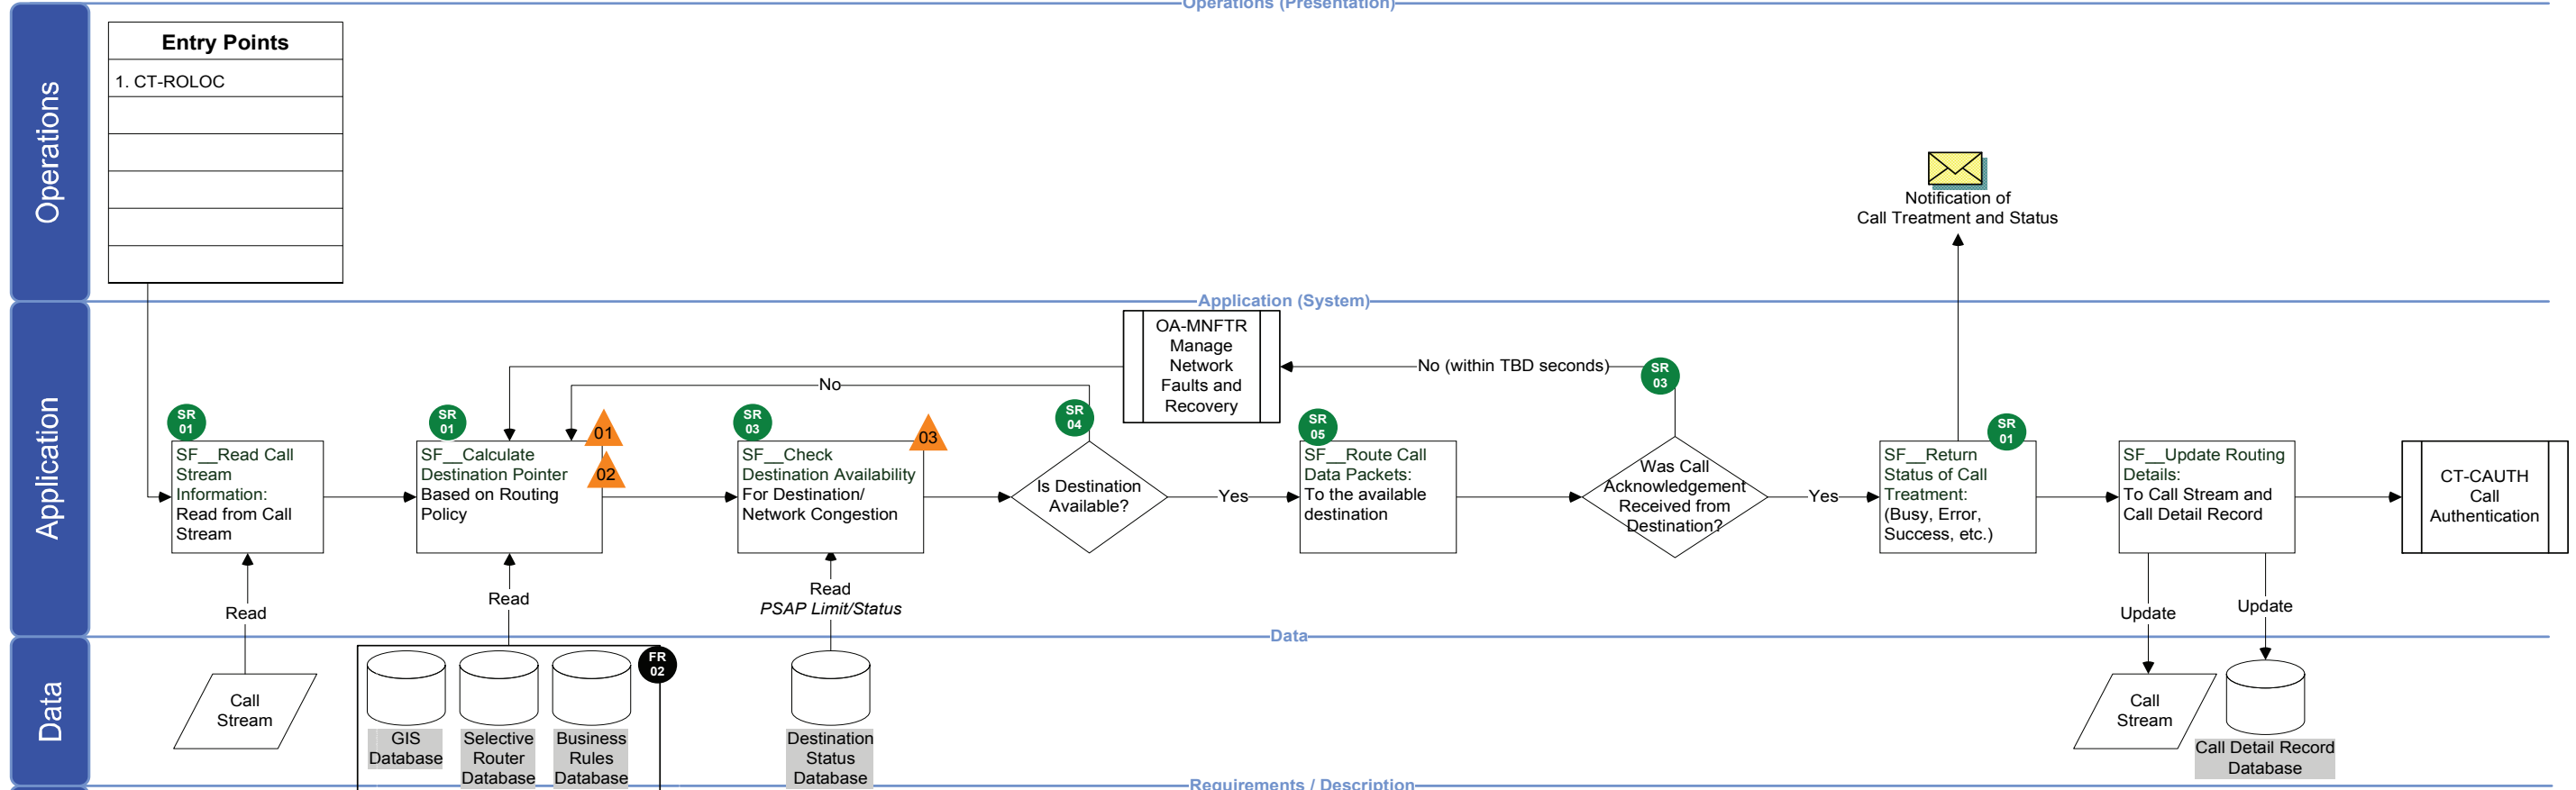 Operations (Presentation)
Operations
Entry Points
1. CT-ROLOC
Notification of
Call Treatment and Status
Application (System)
Application
OA-MNFTR
Manage
Network
Faults and
Recovery
No (within TBD seconds)
SR
03
No
SR
01
SF__Read Call
Stream
Information:
Read from Call
Stream
SR
01
01
02
SF__Calculate
Destination Pointer
Based on Routing
Policy
SR
03
03
SF__Check
Destination Availability
For Destination/
Network Congestion
SR
04
Is Destination
Available?
Yes
SR
05
SF__Route Call
Data Packets:
To the available
destination
Was Call
Acknowledgement
Received from
Destination?
Yes
SR
01
SF__Return
Status of Call
Treatment:
(Busy, Error,
Success, etc.)
SF__Update Routing
Details:
To Call Stream and
Call Detail Record
CT-CAUTH
Call
Authentication
Read
Read
Read
PSAP Limit/Status
Update
Update
Data
Data
Call
Stream
FR
02
GIS
Database
Selective
Router
Database
Business
Rules
Database
Destination
Status
Database
Call
Stream
Call Detail Record
Database
Requirements / Description